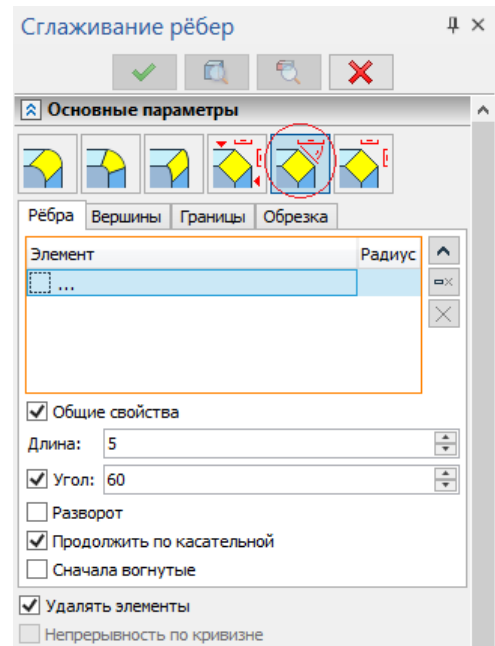 Сглаживание рёбер
Основные параметры
Рёбра Вершины Границы Обрезка
Элемент Радиус
...
Общие свойства
Длина: 5
Угол: 60
Разворот
Продолжить по касательной
Сначала вогнутые
Удалять элементы
Непрерывность по кривизне